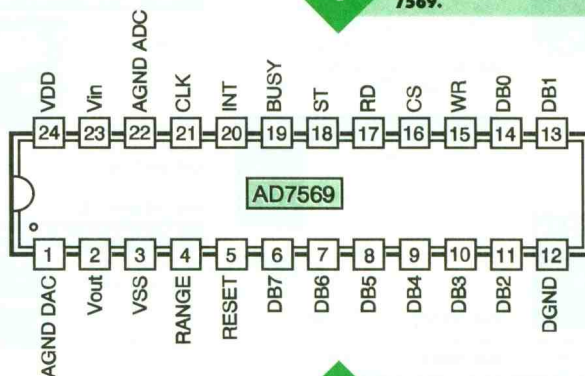 7569.
VDD Vin AGND ADC CLK INT BUSY ST RD CS WR DB0 DB1
24 23 22 21 20 19 18 17 16 15 14 13
AD7569
1 2 3 4 5 6 7 8 9 10 11 12
AGND DAC Vout VSS RANGE RESET DB7 DB6 DB5 DB4 DB3 DB2 DGND